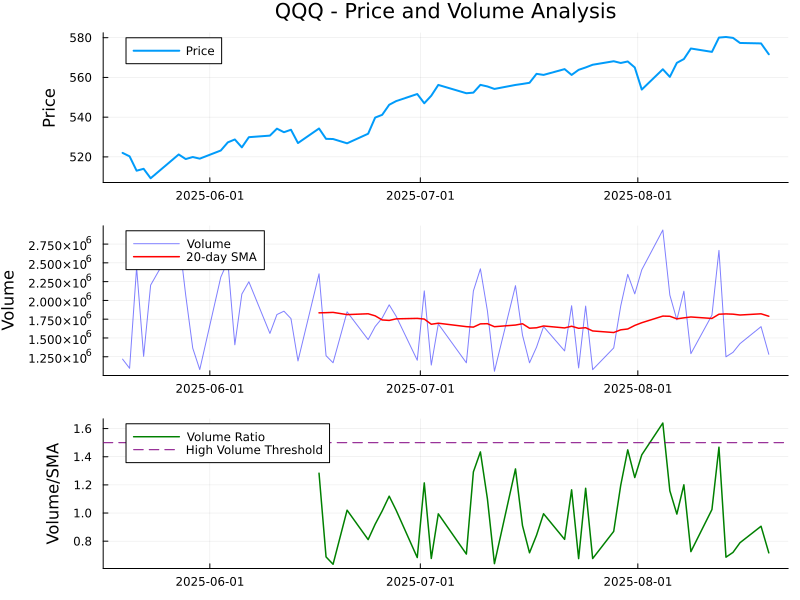 QQQ - Price and Volume Analysis
Price
580
560
540
520
Price
2025-06-01
2025-07-01
2025-08-01
Volume
2.750×10⁶
2.500×10⁶
2.250×10⁶
2.000×10⁶
1.750×10⁶
1.500×10⁶
1.250×10⁶
Volume
20-day SMA
2025-06-01
2025-07-01
2025-08-01
Volume/SMA
1.6
1.4
1.2
1.0
0.8
Volume Ratio
High Volume Threshold
2025-06-01
2025-07-01
2025-08-01